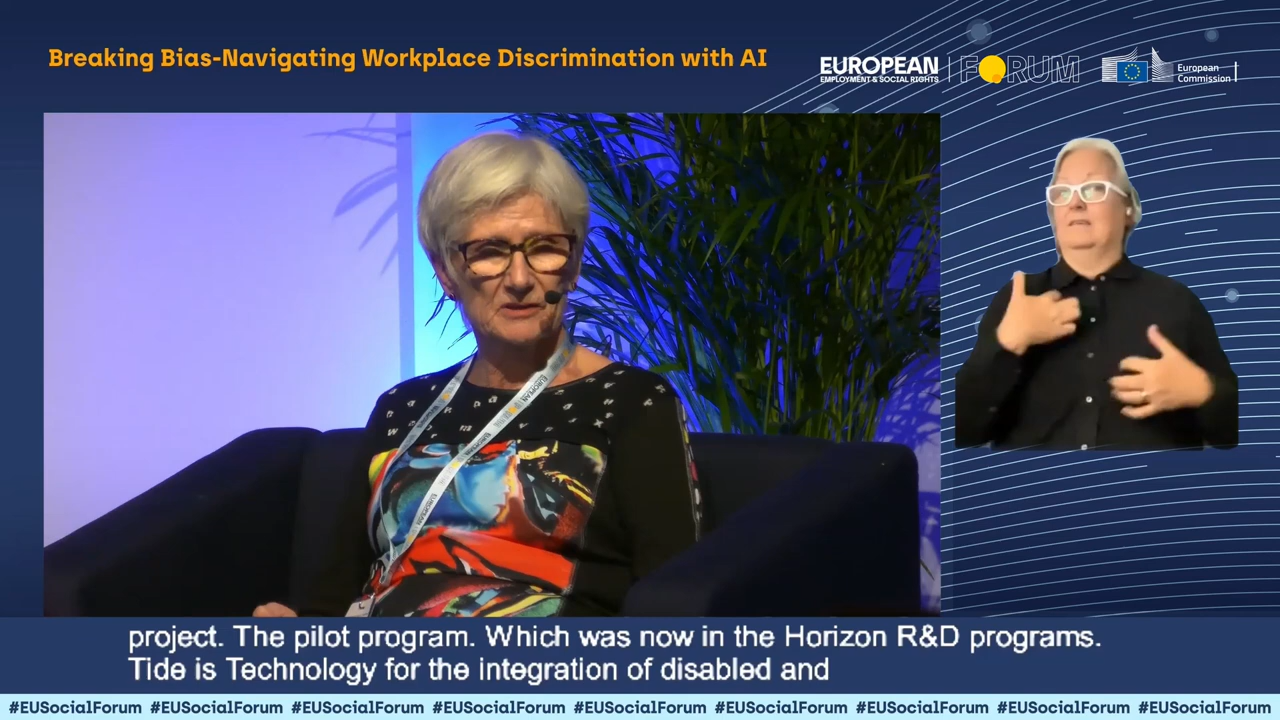 Breaking Bias-Navigating Workplace Discrimination with AI
EUROPEAN
EMPLOYMENT & SOCIAL RIGHTS
FORUM
European
Commission
project. The pilot program. Which was now in the Horizon R&D programs.
Tide is Technology for the integration of disabled and
#EUSocialForum #EUSocialForum #EUSocialForum #EUSocialForum #EUSocialForum #EUSocialForum #EUSocialForum #EUSocialForum #EUSocialForum